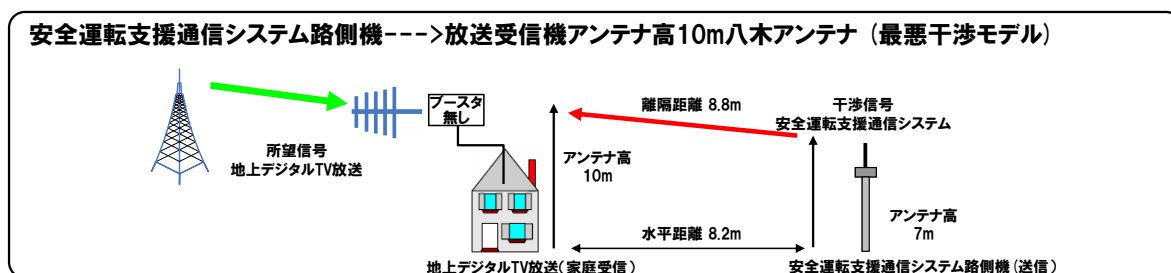 安全運転支援通信システム路側機--->放送受信機アンテナ高10m八木アンテナ (最悪干渉モデル)
ブースタ
無し
離隔距離 8.8m
干渉信号
安全運転支援通信システム
所望信号
地上デジタルTV放送
アンテナ高
10m
アンテナ高
7m
水平距離 8.2m
地上デジタルTV放送(家庭受信)
安全運転支援通信システム路側機(送信)